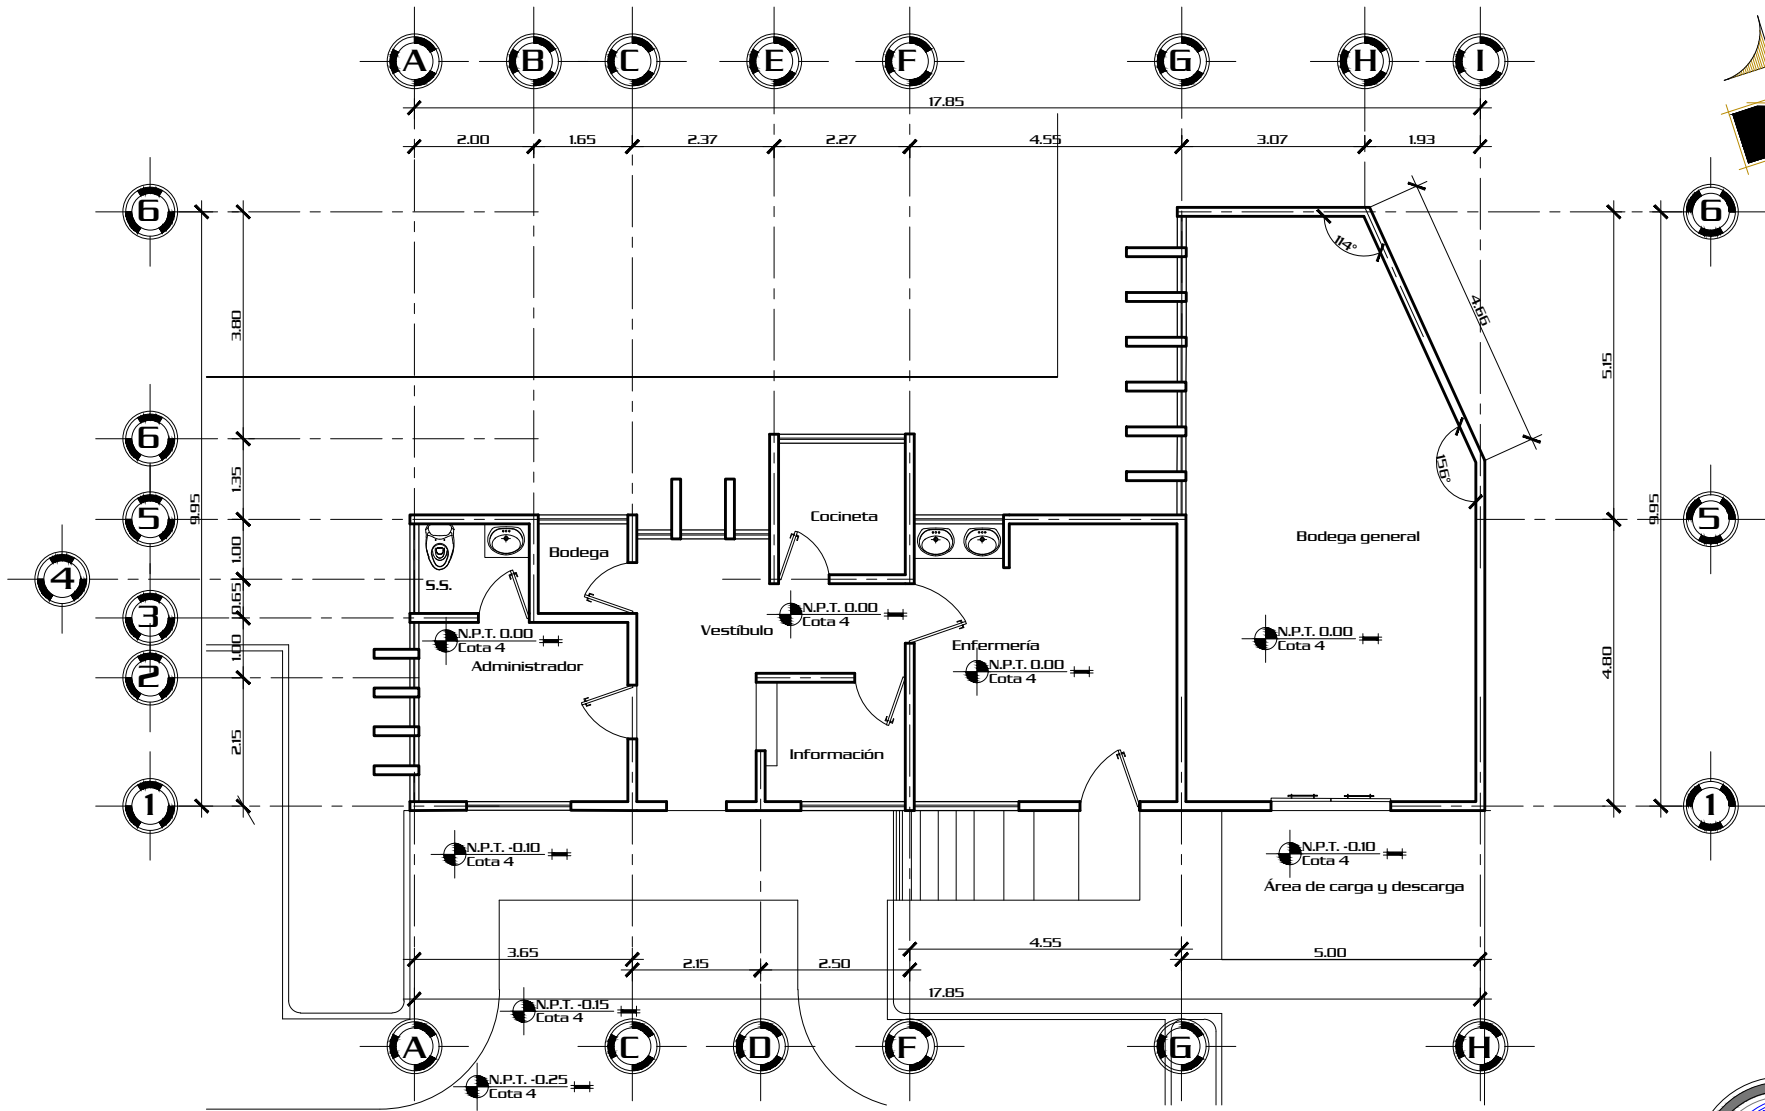 A B C E F G H I
17.85
2.00 1.65 2.37 2.27 4.55 3.07 1.93
6 6
114°
4.66
3.80
5.15
6
1.35
156°
9.95 9.95
5 5
Cocineta
Bodega general
Bodega
1.00
4
S.S.
0.65
3
N.P.T. 0.00
Cota 4
Vestíbulo
N.P.T. 0.00
Cota 4
Enfermería
N.P.T. 0.00
Cota 4
N.P.T. 0.00
Cota 4
1.00
Administrador
4.80
2
2.15
Información
1 1
N.P.T. -0.10
Cota 4
N.P.T. -0.10
Cota 4
Área de carga y descarga
3.65 4.55 5.00
2.15 2.50
17.85
N.P.T. -0.15
Cota 4
A C D F G H
N.P.T. -0.25
Cota 4